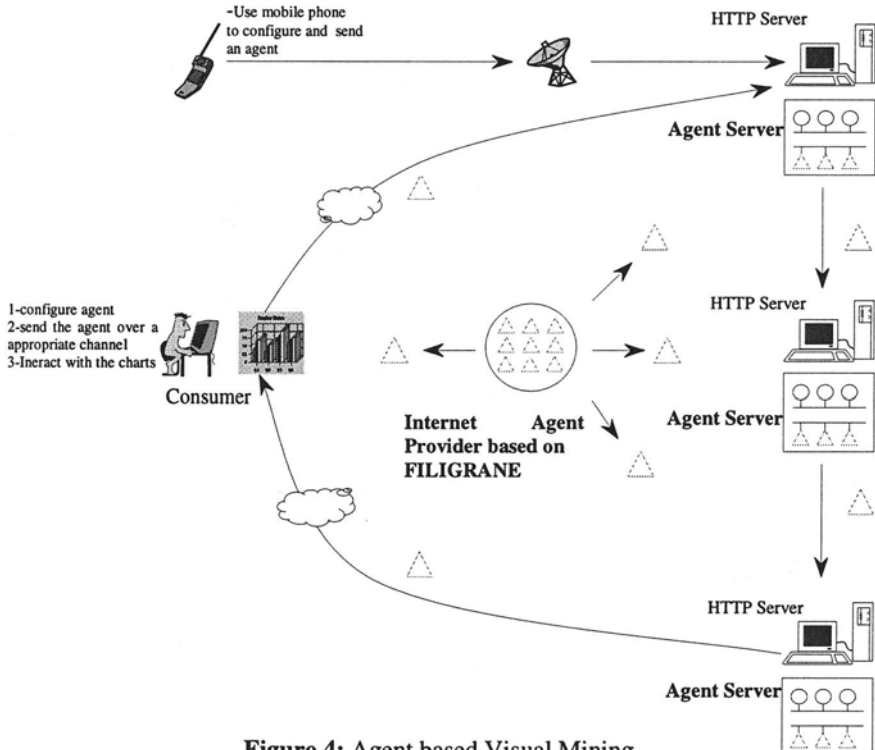 -Use mobile phone
to configure and send
an agent
HTTP Server
Agent Server
1-configure agent
2-send the agent over a
appropriate channel
3-Ineract with the charts
Consumer
HTTP Server
Agent Server
Internet Agent
Provider based on
FILIGRANE
HTTP Server
Agent Server
Figure 4: Agent based Visual Mining